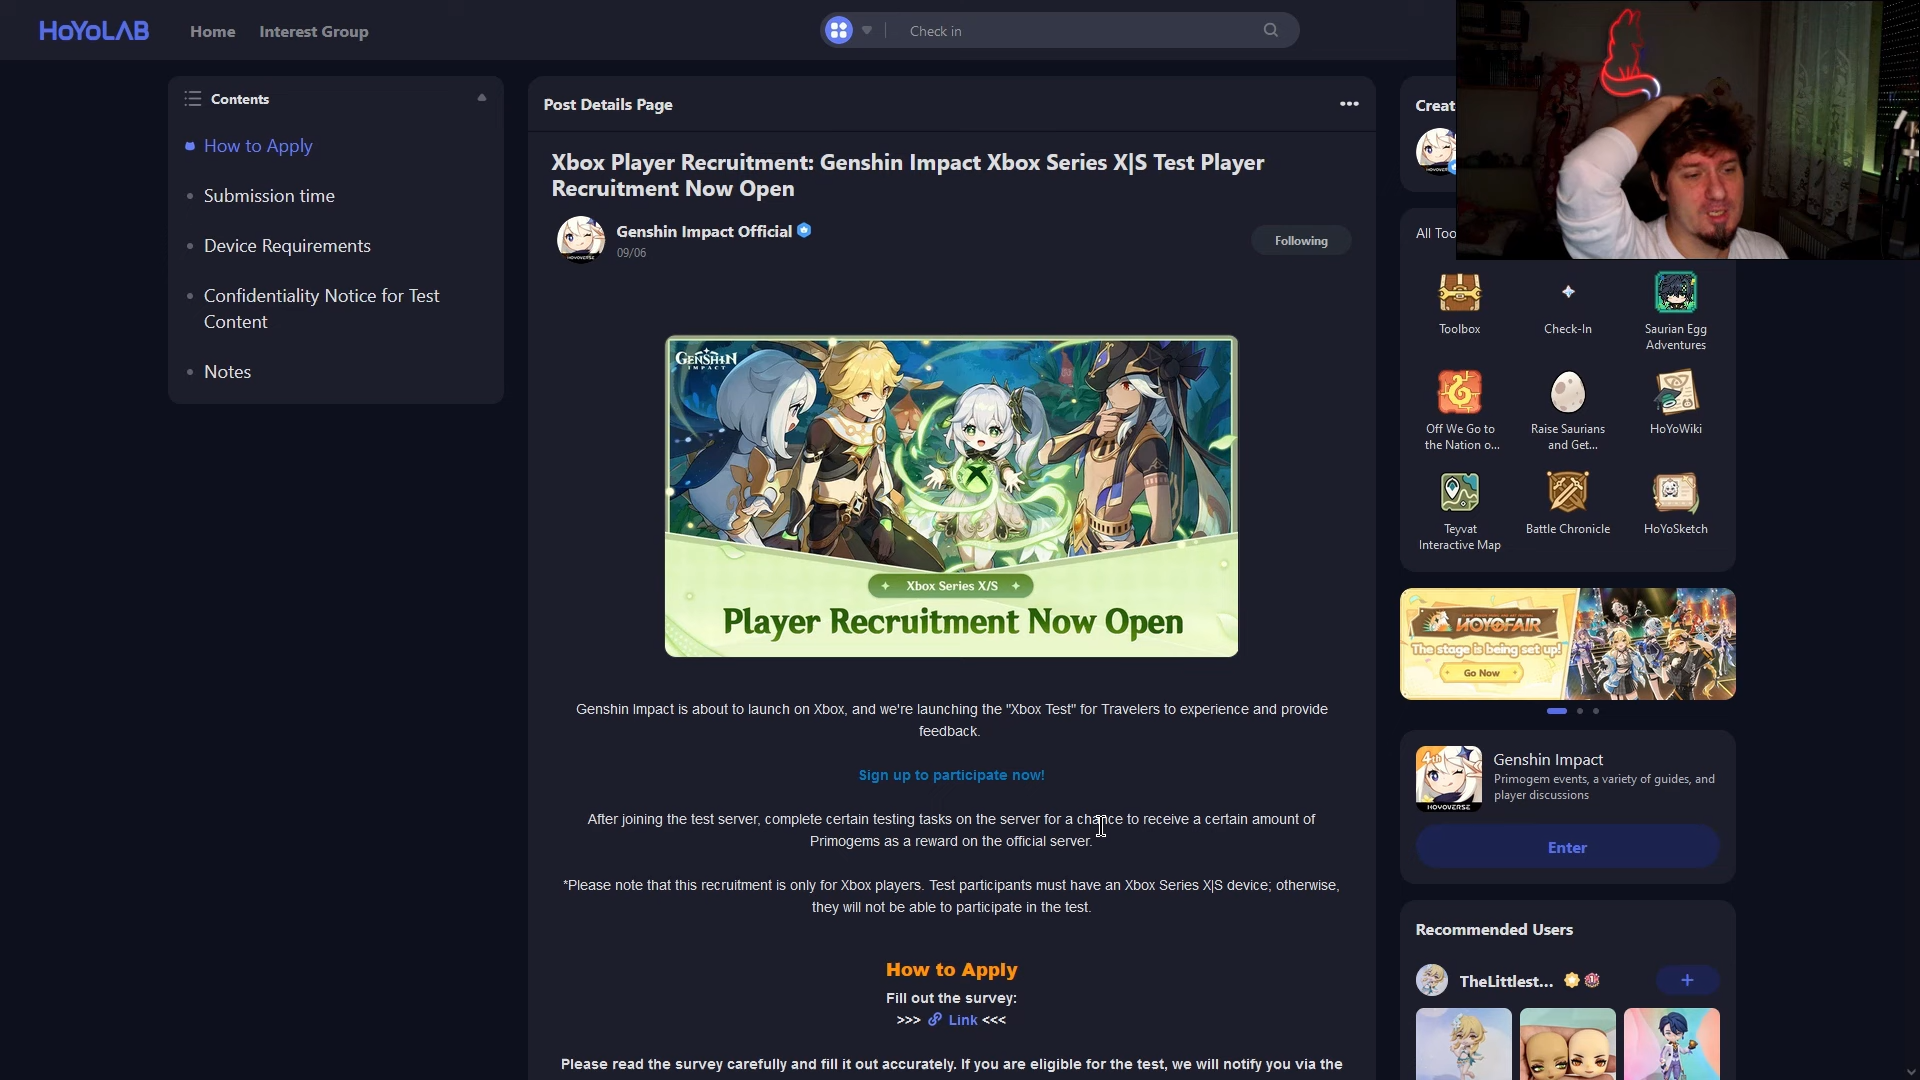 HoYoLAB
Home
Interest Group
Check in
Contents
How to Apply
Submission time
Device Requirements
Confidentiality Notice for Test
Content
Notes
Post Details Page
Xbox Player Recruitment: Genshin Impact Xbox Series X|S Test Player
Recruitment Now Open
Genshin Impact Official
09/06
Following
GENSHIN
IMPACT
Xbox Series X/S
Player Recruitment Now Open
Genshin Impact is about to launch on Xbox, and we're launching the "Xbox Test" for Travelers to experience and provide
feedback.
Sign up to participate now!
After joining the test server, complete certain testing tasks on the server for a chance to receive a certain amount of
Primogems as a reward on the official server.
*Please note that this recruitment is only for Xbox players. Test participants must have an Xbox Series X|S device; otherwise,
they will not be able to participate in the test.
How to Apply
Fill out the survey:
>>> Link <<<
Please read the survey carefully and fill it out accurately. If you are eligible for the test, we will notify you via the
Creat
HOYOVERSE
All Too
Toolbox
Check-In
Saurian Egg
Adventures
Off We Go to
the Nation o...
Raise Saurians
and Get...
HoYoWiki
Teyvat
Interactive Map
Battle Chronicle
HoYoSketch
HOYOFAIR
The stage is being set up!
Go Now
4th
HOYOVERSE
Genshin Impact
Primogem events, a variety of guides, and
player discussions
Enter
Recommended Users
TheLittlest...